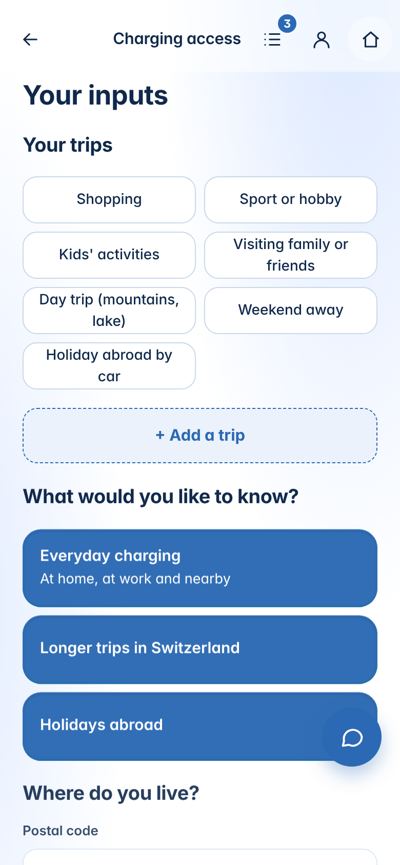 Charging access
3
Your inputs
Your trips
Shopping
Sport or hobby
Kids' activities
Visiting family or
friends
Day trip (mountains,
lake)
Weekend away
Holiday abroad by
car
+ Add a trip
What would you like to know?
Everyday charging
At home, at work and nearby
Longer trips in Switzerland
Holidays abroad
Where do you live?
Postal code